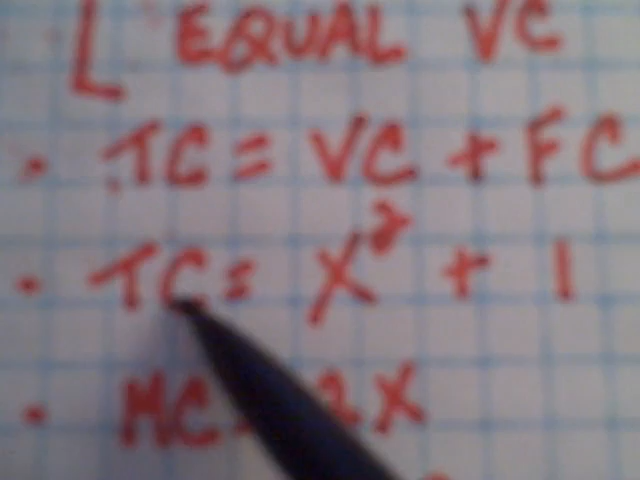 EQUAL VC
• TC = VC + FC
• TC = X² + 1
• MC = 2X